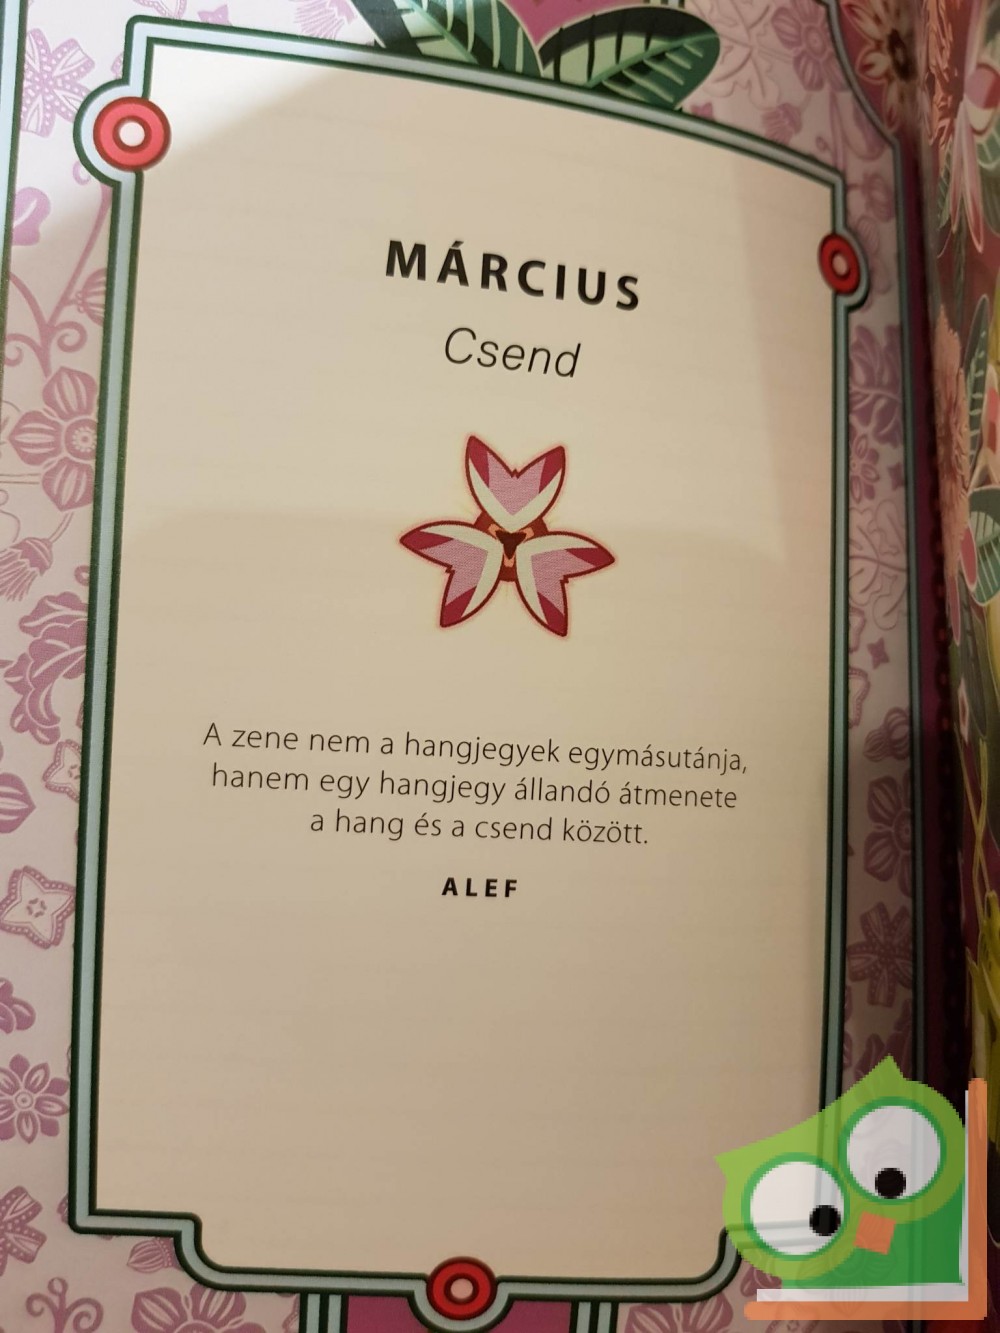 MÁRCIUS
Csend
A zene nem a hangjegyek egymásutánja,
hanem egy hangjegy állandó átmenete
a hang és a csend között.
ALEF